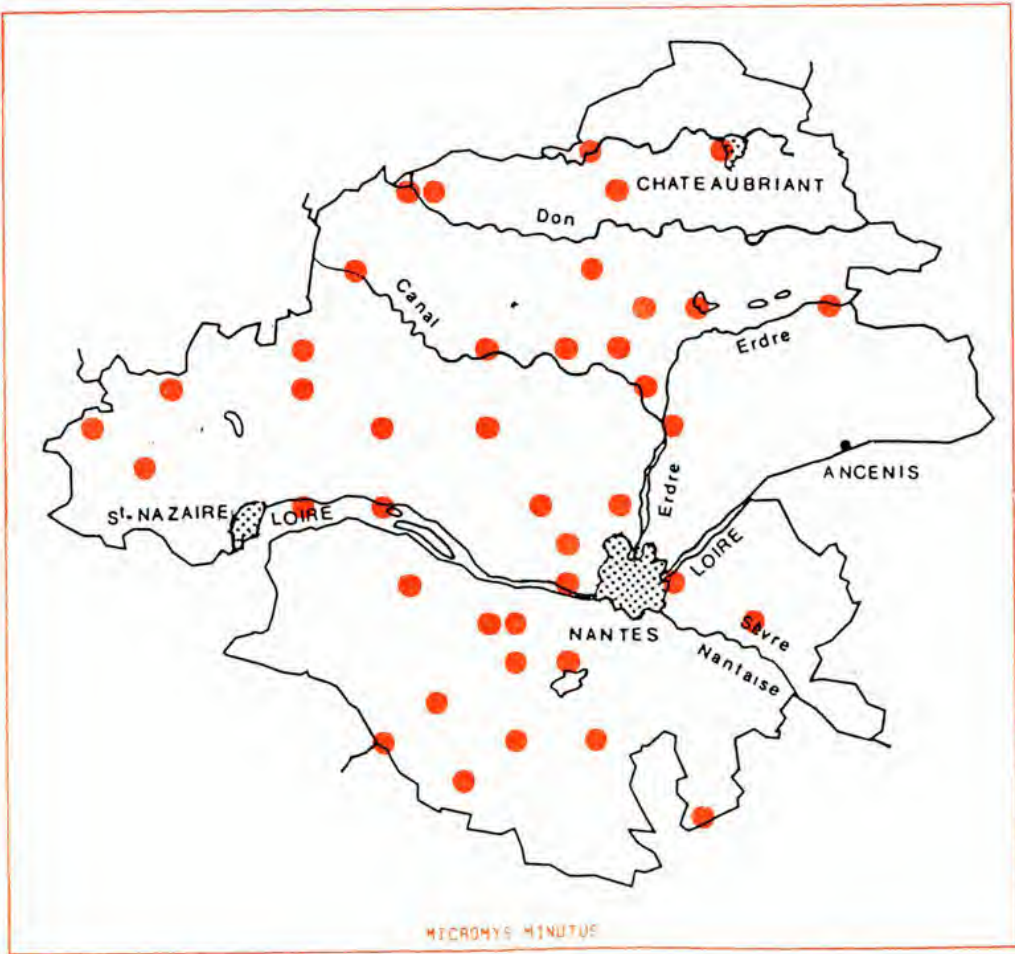 CHATEAUBRIANT
Don
Canal
Erdre
ANCENIS
Erdre
St-NAZAIRE
LOIRE
LOIRE
NANTES
Sèvre
Nantaise
MICROMYS MINUTUS